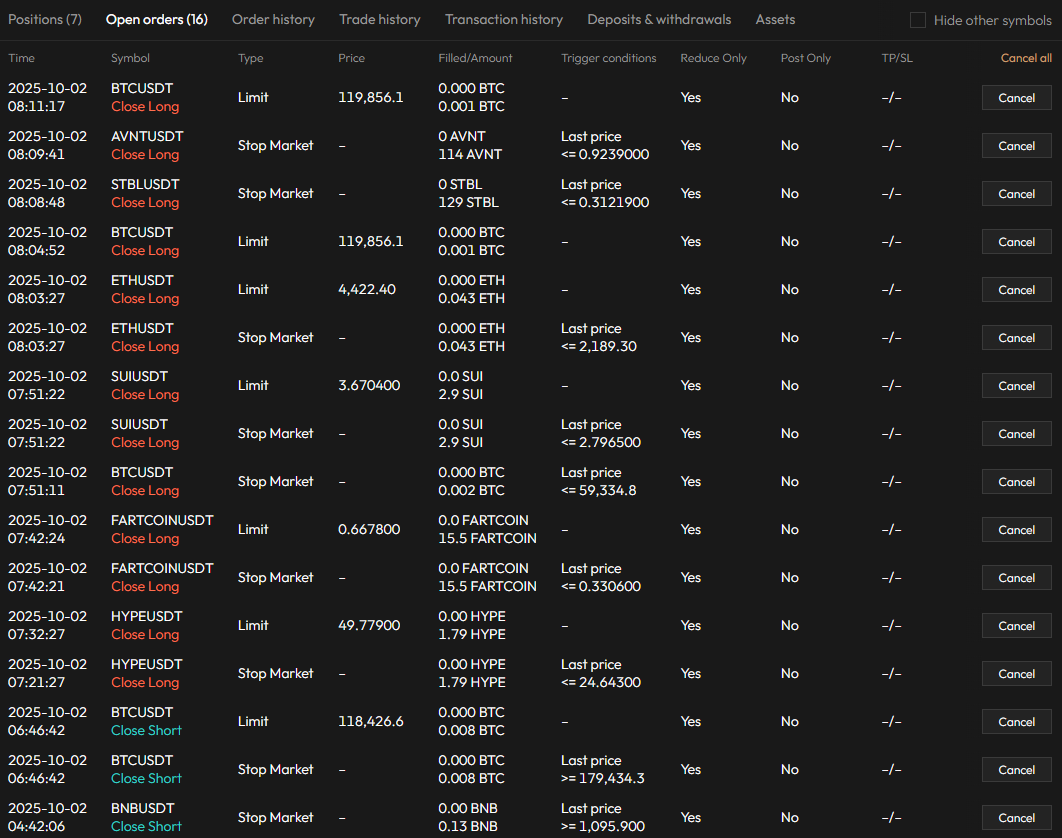 Positions (7) Open orders (16) Order history Trade history Transaction history Deposits & withdrawals Assets Hide other symbols
Time Symbol Type Price Filled/Amount Trigger conditions Reduce Only Post Only TP/SL Cancel all
2025-10-02 BTCUSDT 0.000 BTC
Limit 119,856.1 – Yes No –/– Cancel
08:11:17 Close Long 0.001 BTC
2025-10-02 AVNTUSDT 0 AVNT Last price
Stop Market – Yes No –/– Cancel
08:09:41 Close Long 114 AVNT <= 0.9239000
2025-10-02 STBLUSDT 0 STBL Last price
Stop Market – Yes No –/– Cancel
08:08:48 Close Long 129 STBL <= 0.3121900
2025-10-02 BTCUSDT 0.000 BTC
Limit 119,856.1 – Yes No –/– Cancel
08:04:52 Close Long 0.001 BTC
2025-10-02 ETHUSDT 0.000 ETH
Limit 4,422.40 – Yes No –/– Cancel
08:03:27 Close Long 0.043 ETH
2025-10-02 ETHUSDT 0.000 ETH Last price
Stop Market – Yes No –/– Cancel
08:03:27 Close Long 0.043 ETH <= 2,189.30
2025-10-02 SUIUSDT 0.0 SUI
Limit 3.670400 – Yes No –/– Cancel
07:51:22 Close Long 2.9 SUI
2025-10-02 SUIUSDT 0.0 SUI Last price
Stop Market – Yes No –/– Cancel
07:51:22 Close Long 2.9 SUI <= 2.796500
2025-10-02 BTCUSDT 0.000 BTC Last price
Stop Market – Yes No –/– Cancel
07:51:11 Close Long 0.002 BTC <= 59,334.8
2025-10-02 FARTCOINUSDT 0.0 FARTCOIN
Limit 0.667800 – Yes No –/– Cancel
07:42:24 Close Long 15.5 FARTCOIN
2025-10-02 FARTCOINUSDT 0.0 FARTCOIN Last price
Stop Market – Yes No –/– Cancel
07:42:21 Close Long 15.5 FARTCOIN <= 0.330600
2025-10-02 HYPEUSDT 0.00 HYPE
Limit 49.77900 – Yes No –/– Cancel
07:32:27 Close Long 1.79 HYPE
2025-10-02 HYPEUSDT 0.00 HYPE Last price
Stop Market – Yes No –/– Cancel
07:21:27 Close Long 1.79 HYPE <= 24.64300
2025-10-02 BTCUSDT 0.000 BTC
Limit 118,426.6 – Yes No –/– Cancel
06:46:42 Close Short 0.008 BTC
2025-10-02 BTCUSDT 0.000 BTC Last price
Stop Market – Yes No –/– Cancel
06:46:42 Close Short 0.008 BTC >= 179,434.3
2025-10-02 BNBUSDT 0.00 BNB Last price
Stop Market – Yes No –/– Cancel
04:42:06 Close Short 0.13 BNB >= 1,095.900